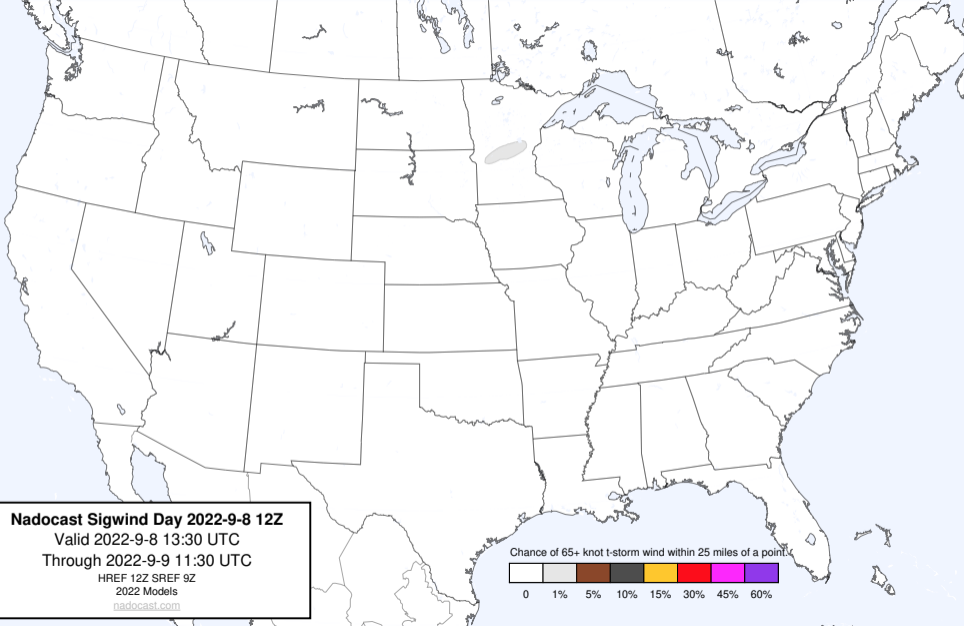 Nadocast Sigwind Day 2022-9-8 12Z
Valid 2022-9-8 13:30 UTC
Through 2022-9-9 11:30 UTC
HREF 12Z SREF 9Z
2022 Models
nadocast.com
Chance of 65+ knot t-storm wind within 25 miles of a point.
0 1% 5% 10% 15% 30% 45% 60%